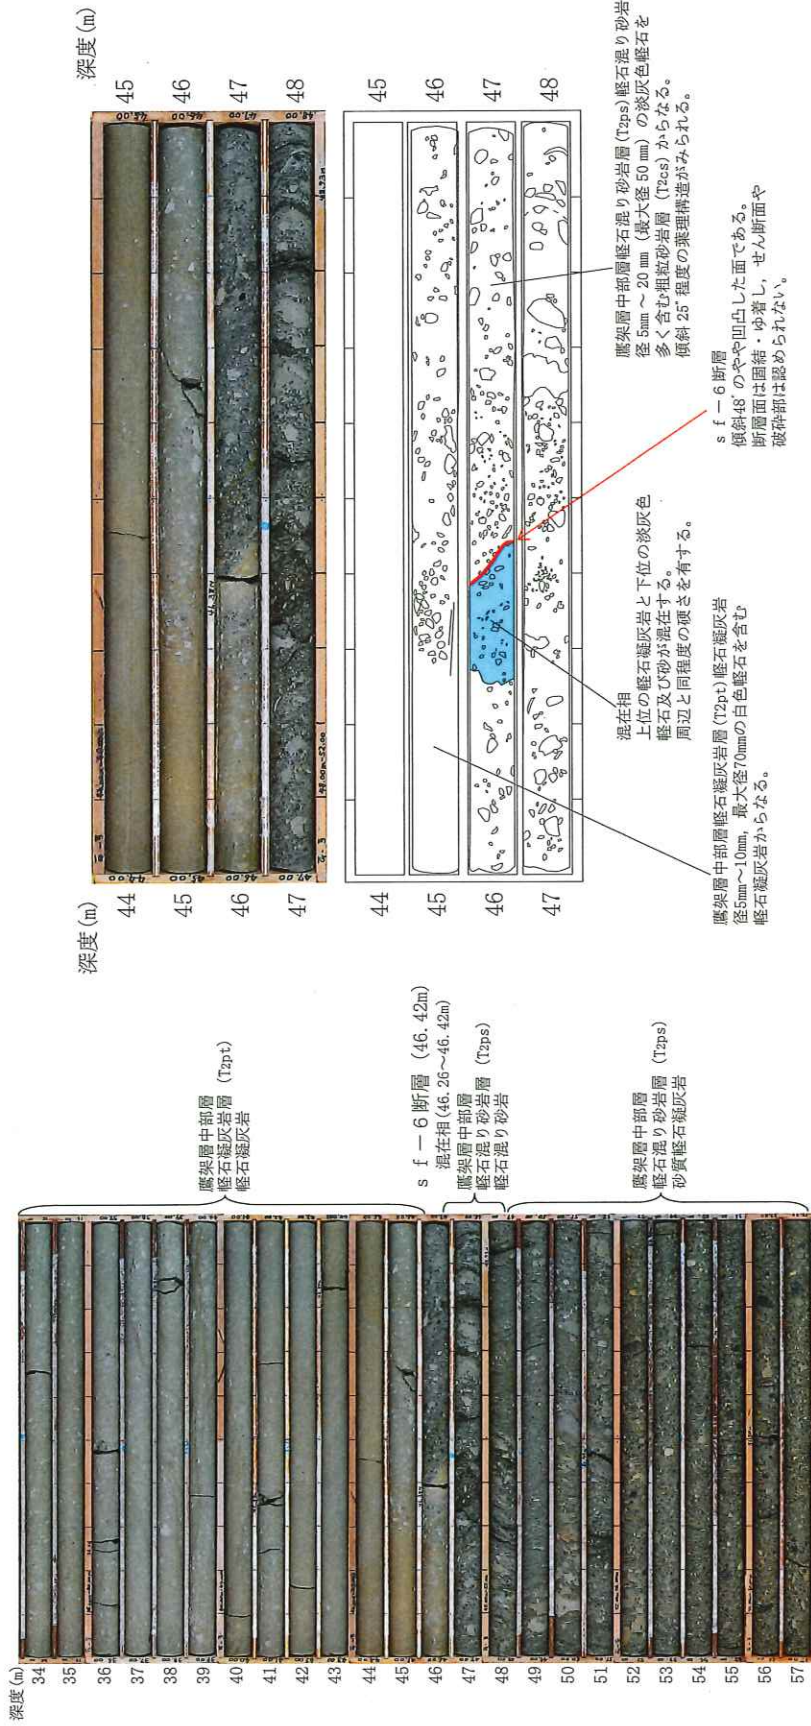 深度(m)
34
35
36
37
38
39
40
41
42
43
44
45
46
47
48
49
50
51
52
53
54
55
56
57
鷹架層中部層
軽石凝灰岩層 (T2pt)
軽石凝灰岩
ｓｆ－６断層 (46.42m)
混在相(46.26～46.42m)
鷹架層中部層
軽石混り砂岩層 (T2ps)
軽石混り砂岩
鷹架層中部層
軽石混り砂岩層 (T2ps)
砂質軽石凝灰岩
深度(m)
44
45
46
47
深度(m)
45
46
47
48
44
45
46
47
45
46
47
48
鷹架層中部層軽石凝灰岩層(T2pt)軽石凝灰岩
径5mm～10mm，最大径70mmの白色軽石を含む
軽石凝灰岩からなる。
混在相
上位の軽石凝灰岩と下位の淡灰色
軽石及び砂が混在する。
周辺と同程度の硬さを有する。
ｓｆ－６断層
傾斜48°のやや凹凸した面である。
断層面は固結・ゆ着し，せん断面や
破砕部は認められない。
鷹架層中部層軽石混り砂岩層(T2ps)軽石混り砂岩
径 5mm ～ 20 mm (最大径 50 mm) の淡灰色軽石を
多く含む粗粒砂岩層 (T2cs) からなる。
傾斜 25°程度の葉理構造がみられる。